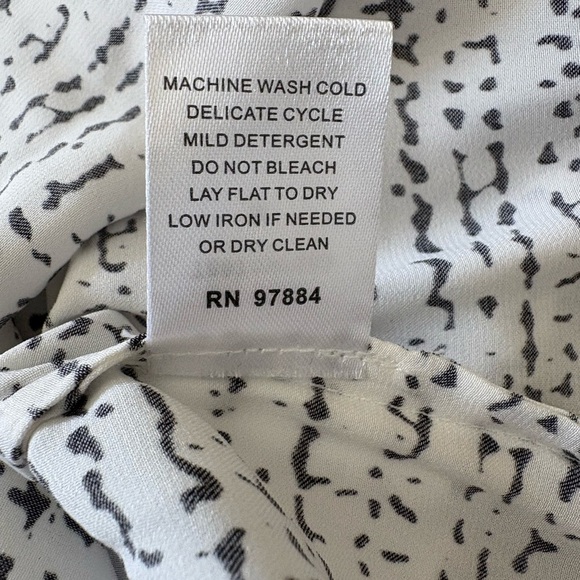 MACHINE WASH COLD
DELICATE CYCLE
MILD DETERGENT
DO NOT BLEACH
LAY FLAT TO DRY
LOW IRON IF NEEDED
OR DRY CLEAN
RN 97884